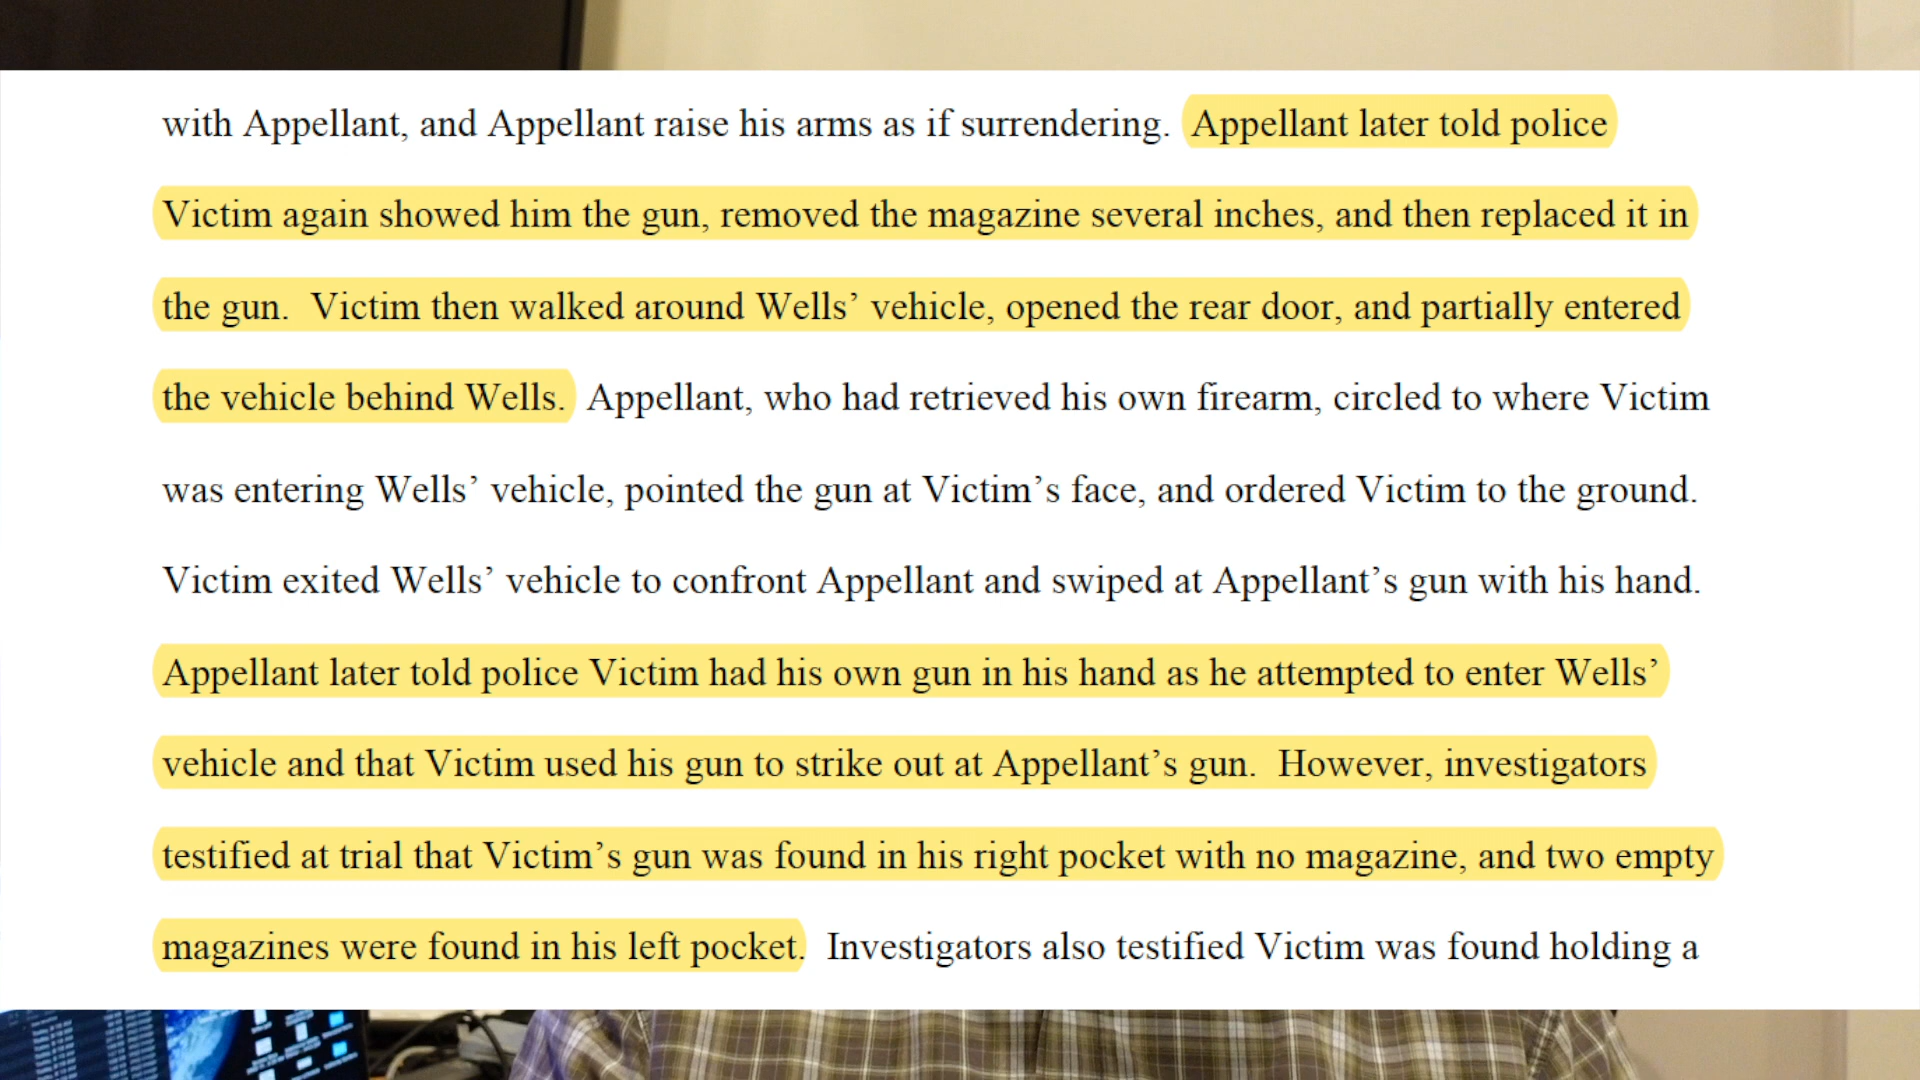 with Appellant, and Appellant raise his arms as if surrendering. Appellant later told police
Victim again showed him the gun, removed the magazine several inches, and then replaced it in
the gun. Victim then walked around Wells’ vehicle, opened the rear door, and partially entered
the vehicle behind Wells. Appellant, who had retrieved his own firearm, circled to where Victim
was entering Wells’ vehicle, pointed the gun at Victim’s face, and ordered Victim to the ground.
Victim exited Wells’ vehicle to confront Appellant and swiped at Appellant’s gun with his hand.
Appellant later told police Victim had his own gun in his hand as he attempted to enter Wells’
vehicle and that Victim used his gun to strike out at Appellant’s gun. However, investigators
testified at trial that Victim’s gun was found in his right pocket with no magazine, and two empty
magazines were found in his left pocket. Investigators also testified Victim was found holding a